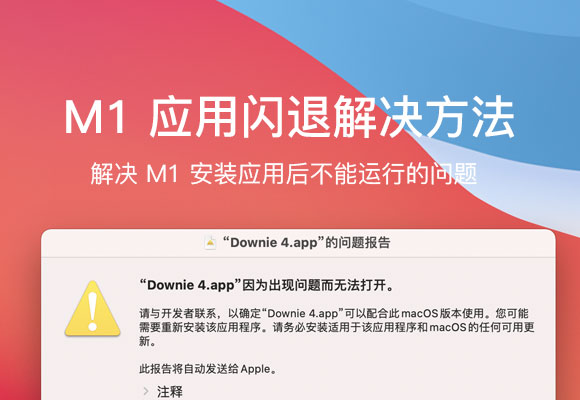 M1 应用闪退解决方法
解决 M1 安装应用后不能运行的问题
“Downie 4.app”的问题报告
“Downie 4.app”因为出现问题而无法打开。
请与开发者联系，以确定“Downie 4.app”可以配合此macOS版本使用。您可能
需要重新安装该应用程序。请务必安装适用于该应用程序和macOS的任何可用更
新。
此报告将自动发送给Apple。
注释